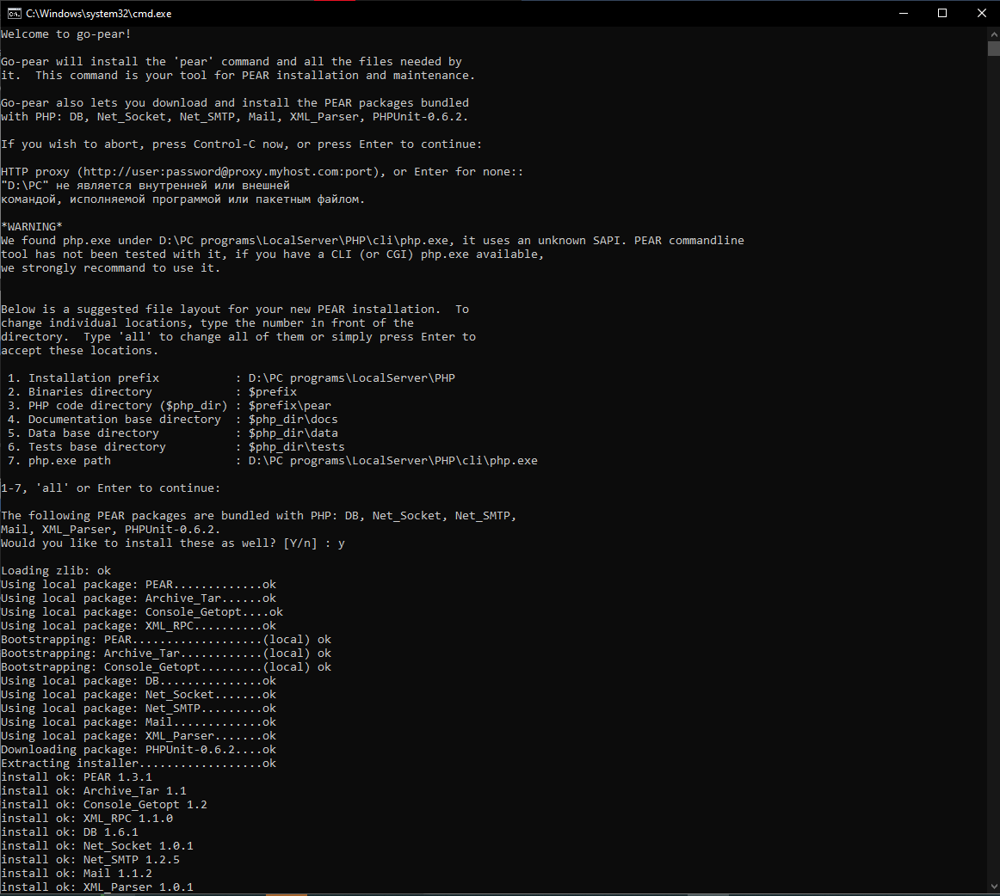 C:\Windows\system32\cmd.exe
Welcome to go-pear!
Go-pear will install the 'pear' command and all the files needed by
it.  This command is your tool for PEAR installation and maintenance.
Go-pear also lets you download and install the PEAR packages bundled
with PHP: DB, Net_Socket, Net_SMTP, Mail, XML_Parser, PHPUnit-0.6.2.
If you wish to abort, press Control-C now, or press Enter to continue:
HTTP proxy (http://user:password@proxy.myhost.com:port), or Enter for none::
"D:\PC" не является внутренней или внешней
командой, исполняемой программой или пакетным файлом.
*WARNING*
We found php.exe under D:\PC programs\LocalServer\PHP\cli\php.exe, it uses an unknown SAPI. PEAR commandline
tool has not been tested with it, if you have a CLI (or CGI) php.exe available,
we strongly recommand to use it.
Below is a suggested file layout for your new PEAR installation.  To
change individual locations, type the number in front of the
directory.  Type 'all' to change all of them or simply press Enter to
accept these locations.
1. Installation prefix           : D:\PC programs\LocalServer\PHP
2. Binaries directory            : $prefix
3. PHP code directory ($php_dir) : $prefix\pear
4. Documentation base directory  : $php_dir\docs
5. Data base directory           : $php_dir\data
6. Tests base directory          : $php_dir\tests
7. php.exe path                  : D:\PC programs\LocalServer\PHP\cli\php.exe
1-7, 'all' or Enter to continue:
The following PEAR packages are bundled with PHP: DB, Net_Socket, Net_SMTP,
Mail, XML_Parser, PHPUnit-0.6.2.
Would you like to install these as well? [Y/n] : y
Loading zlib: ok
Using local package: PEAR.............ok
Using local package: Archive_Tar......ok
Using local package: Console_Getopt....ok
Using local package: XML_RPC..........ok
Bootstrapping: PEAR...................(local) ok
Bootstrapping: Archive_Tar............(local) ok
Bootstrapping: Console_Getopt.........(local) ok
Using local package: DB...............ok
Using local package: Net_Socket.......ok
Using local package: Net_SMTP.........ok
Using local package: Mail.............ok
Using local package: XML_Parser.......ok
Downloading package: PHPUnit-0.6.2....ok
Extracting installer..................ok
install ok: PEAR 1.3.1
install ok: Archive_Tar 1.1
install ok: Console_Getopt 1.2
install ok: XML_RPC 1.1.0
install ok: DB 1.6.1
install ok: Net_Socket 1.0.1
install ok: Net_SMTP 1.2.5
install ok: Mail 1.1.2
install ok: XML_Parser 1.0.1